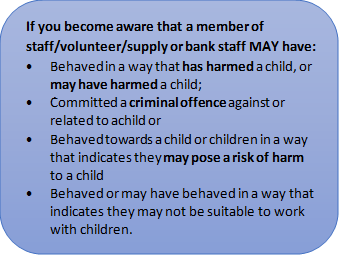 If you become aware that a member of
staff/volunteer/supply or bank staff MAY have:
• Behaved in a way that has harmed a child, or
may have harmed a child;
• Committed a criminal offence against or
related to achild or
• Behaved towards a child or children in a way
that indicates they may pose a risk of harm
to a child
• Behaved or may have behaved in a way that
indicates they may not be suitable to work
with children.